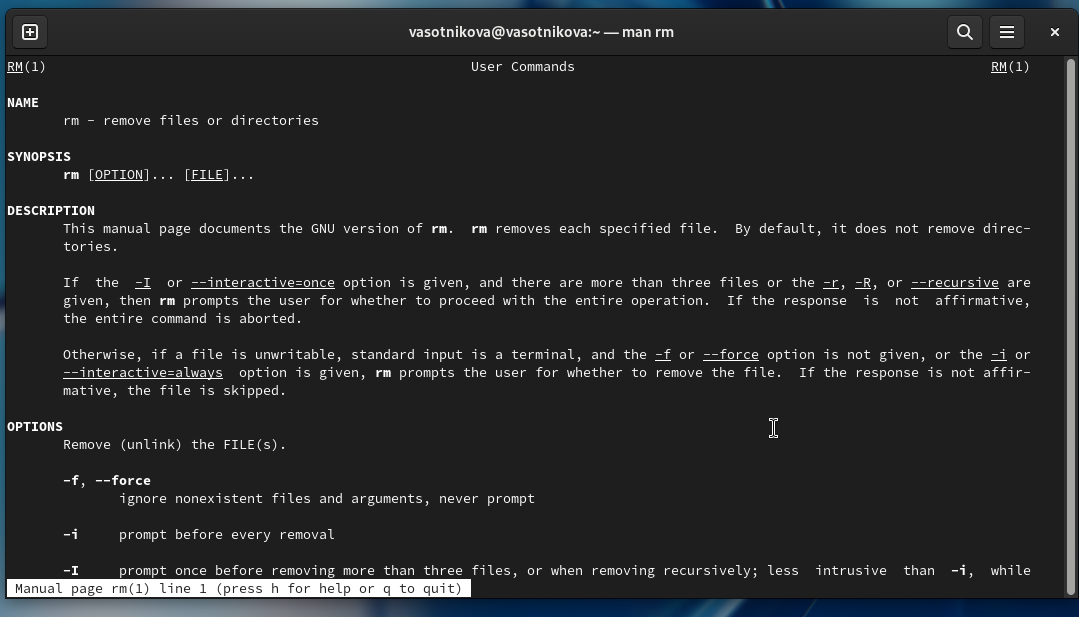 vasotnikova@vasotnikova:~ — man rm
RM(1) User Commands RM(1)
NAME
rm - remove files or directories
SYNOPSIS
rm [OPTION]... [FILE]...
DESCRIPTION
This manual page documents the GNU version of rm. rm removes each specified file. By default, it does not remove direc-
tories.
If the -I or --interactive=once option is given, and there are more than three files or the -r, -R, or --recursive are
given, then rm prompts the user for whether to proceed with the entire operation. If the response is not affirmative,
the entire command is aborted.
Otherwise, if a file is unwritable, standard input is a terminal, and the -f or --force option is not given, or the -i or
--interactive=always option is given, rm prompts the user for whether to remove the file. If the response is not affir-
mative, the file is skipped.
OPTIONS
Remove (unlink) the FILE(s).
-f, --force
ignore nonexistent files and arguments, never prompt
-i prompt before every removal
-I prompt once before removing more than three files, or when removing recursively; less intrusive than -i, while
Manual page rm(1) line 1 (press h for help or q to quit)